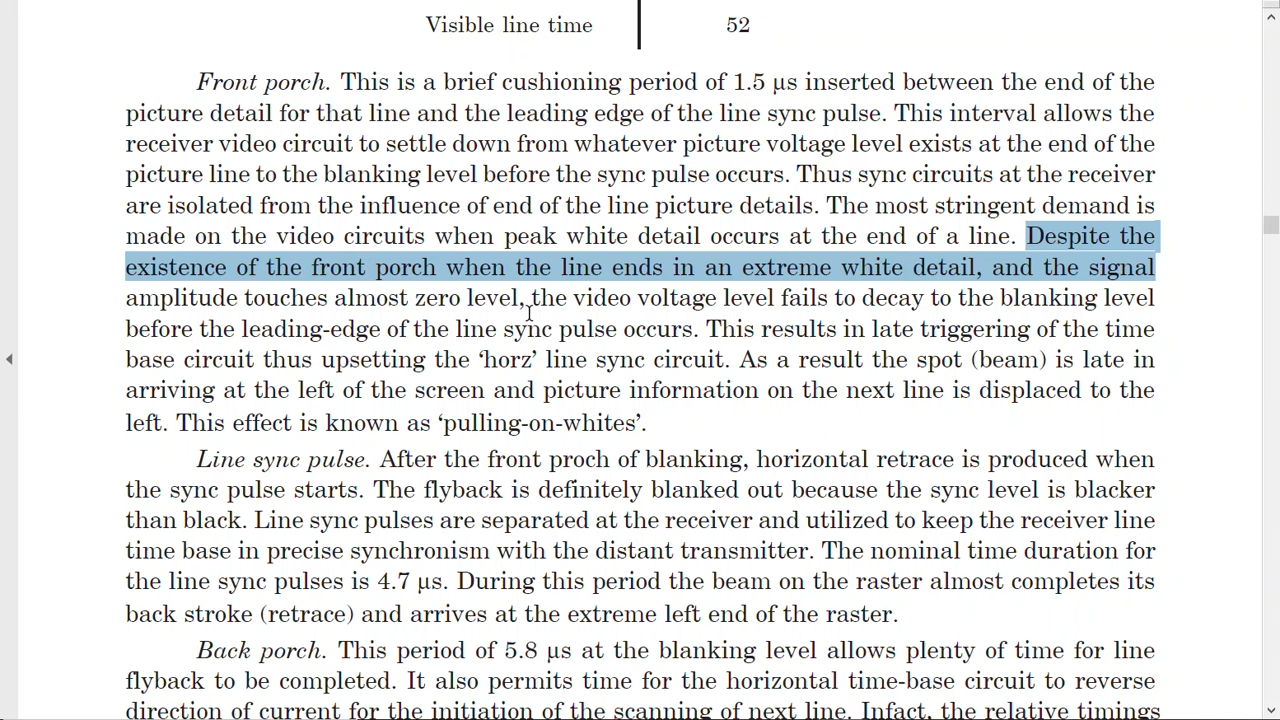 Visible line time 52
Front porch. This is a brief cushioning period of 1.5 µs inserted between the end of the
picture detail for that line and the leading edge of the line sync pulse. This interval allows the
receiver video circuit to settle down from whatever picture voltage level exists at the end of the
picture line to the blanking level before the sync pulse occurs. Thus sync circuits at the receiver
are isolated from the influence of end of the line picture details. The most stringent demand is
made on the video circuits when peak white detail occurs at the end of a line. Despite the
existence of the front porch when the line ends in an extreme white detail, and the signal
amplitude touches almost zero level, the video voltage level fails to decay to the blanking level
before the leading-edge of the line sync pulse occurs. This results in late triggering of the time
base circuit thus upsetting the ‘horz’ line sync circuit. As a result the spot (beam) is late in
arriving at the left of the screen and picture information on the next line is displaced to the
left. This effect is known as ‘pulling-on-whites’.
Line sync pulse. After the front proch of blanking, horizontal retrace is produced when
the sync pulse starts. The flyback is definitely blanked out because the sync level is blacker
than black. Line sync pulses are separated at the receiver and utilized to keep the receiver line
time base in precise synchronism with the distant transmitter. The nominal time duration for
the line sync pulses is 4.7 µs. During this period the beam on the raster almost completes its
back stroke (retrace) and arrives at the extreme left end of the raster.
Back porch. This period of 5.8 µs at the blanking level allows plenty of time for line
flyback to be completed. It also permits time for the horizontal time-base circuit to reverse
direction of current for the initiation of the scanning of next line. Infact, the relative timings